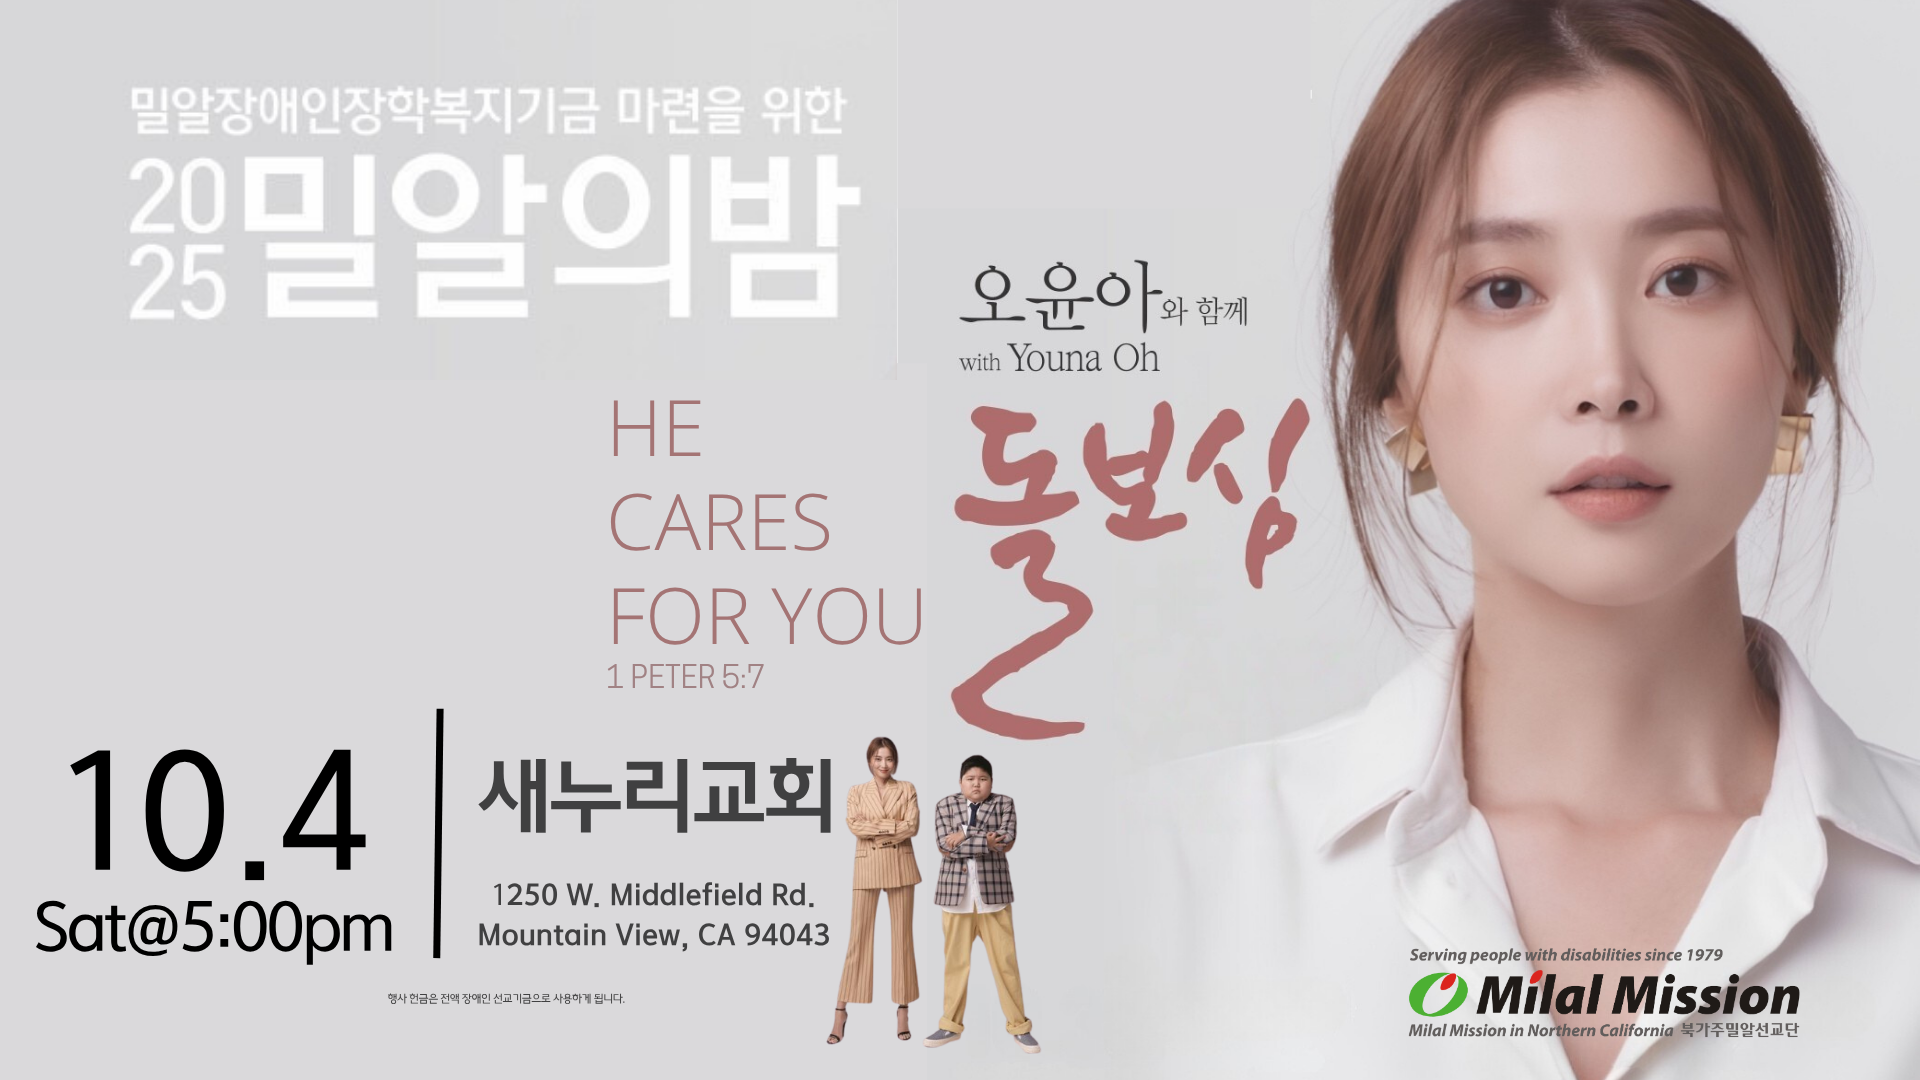 밀알장애인장학복지기금 마련을 위한
2025 밀알의밤
오윤아와 함께
with Youna Oh
돌보심
HE
CARES
FOR YOU
1 PETER 5:7
10.4
Sat@5:00pm
새누리교회
1250 W. Middlefield Rd.
Mountain View, CA 94043
행사 헌금은 전액 장애인 선교기금으로 사용하게 됩니다.
Serving people with disabilities since 1979
Milal Mission
Milal Mission in Northern California 북가주밀알선교단